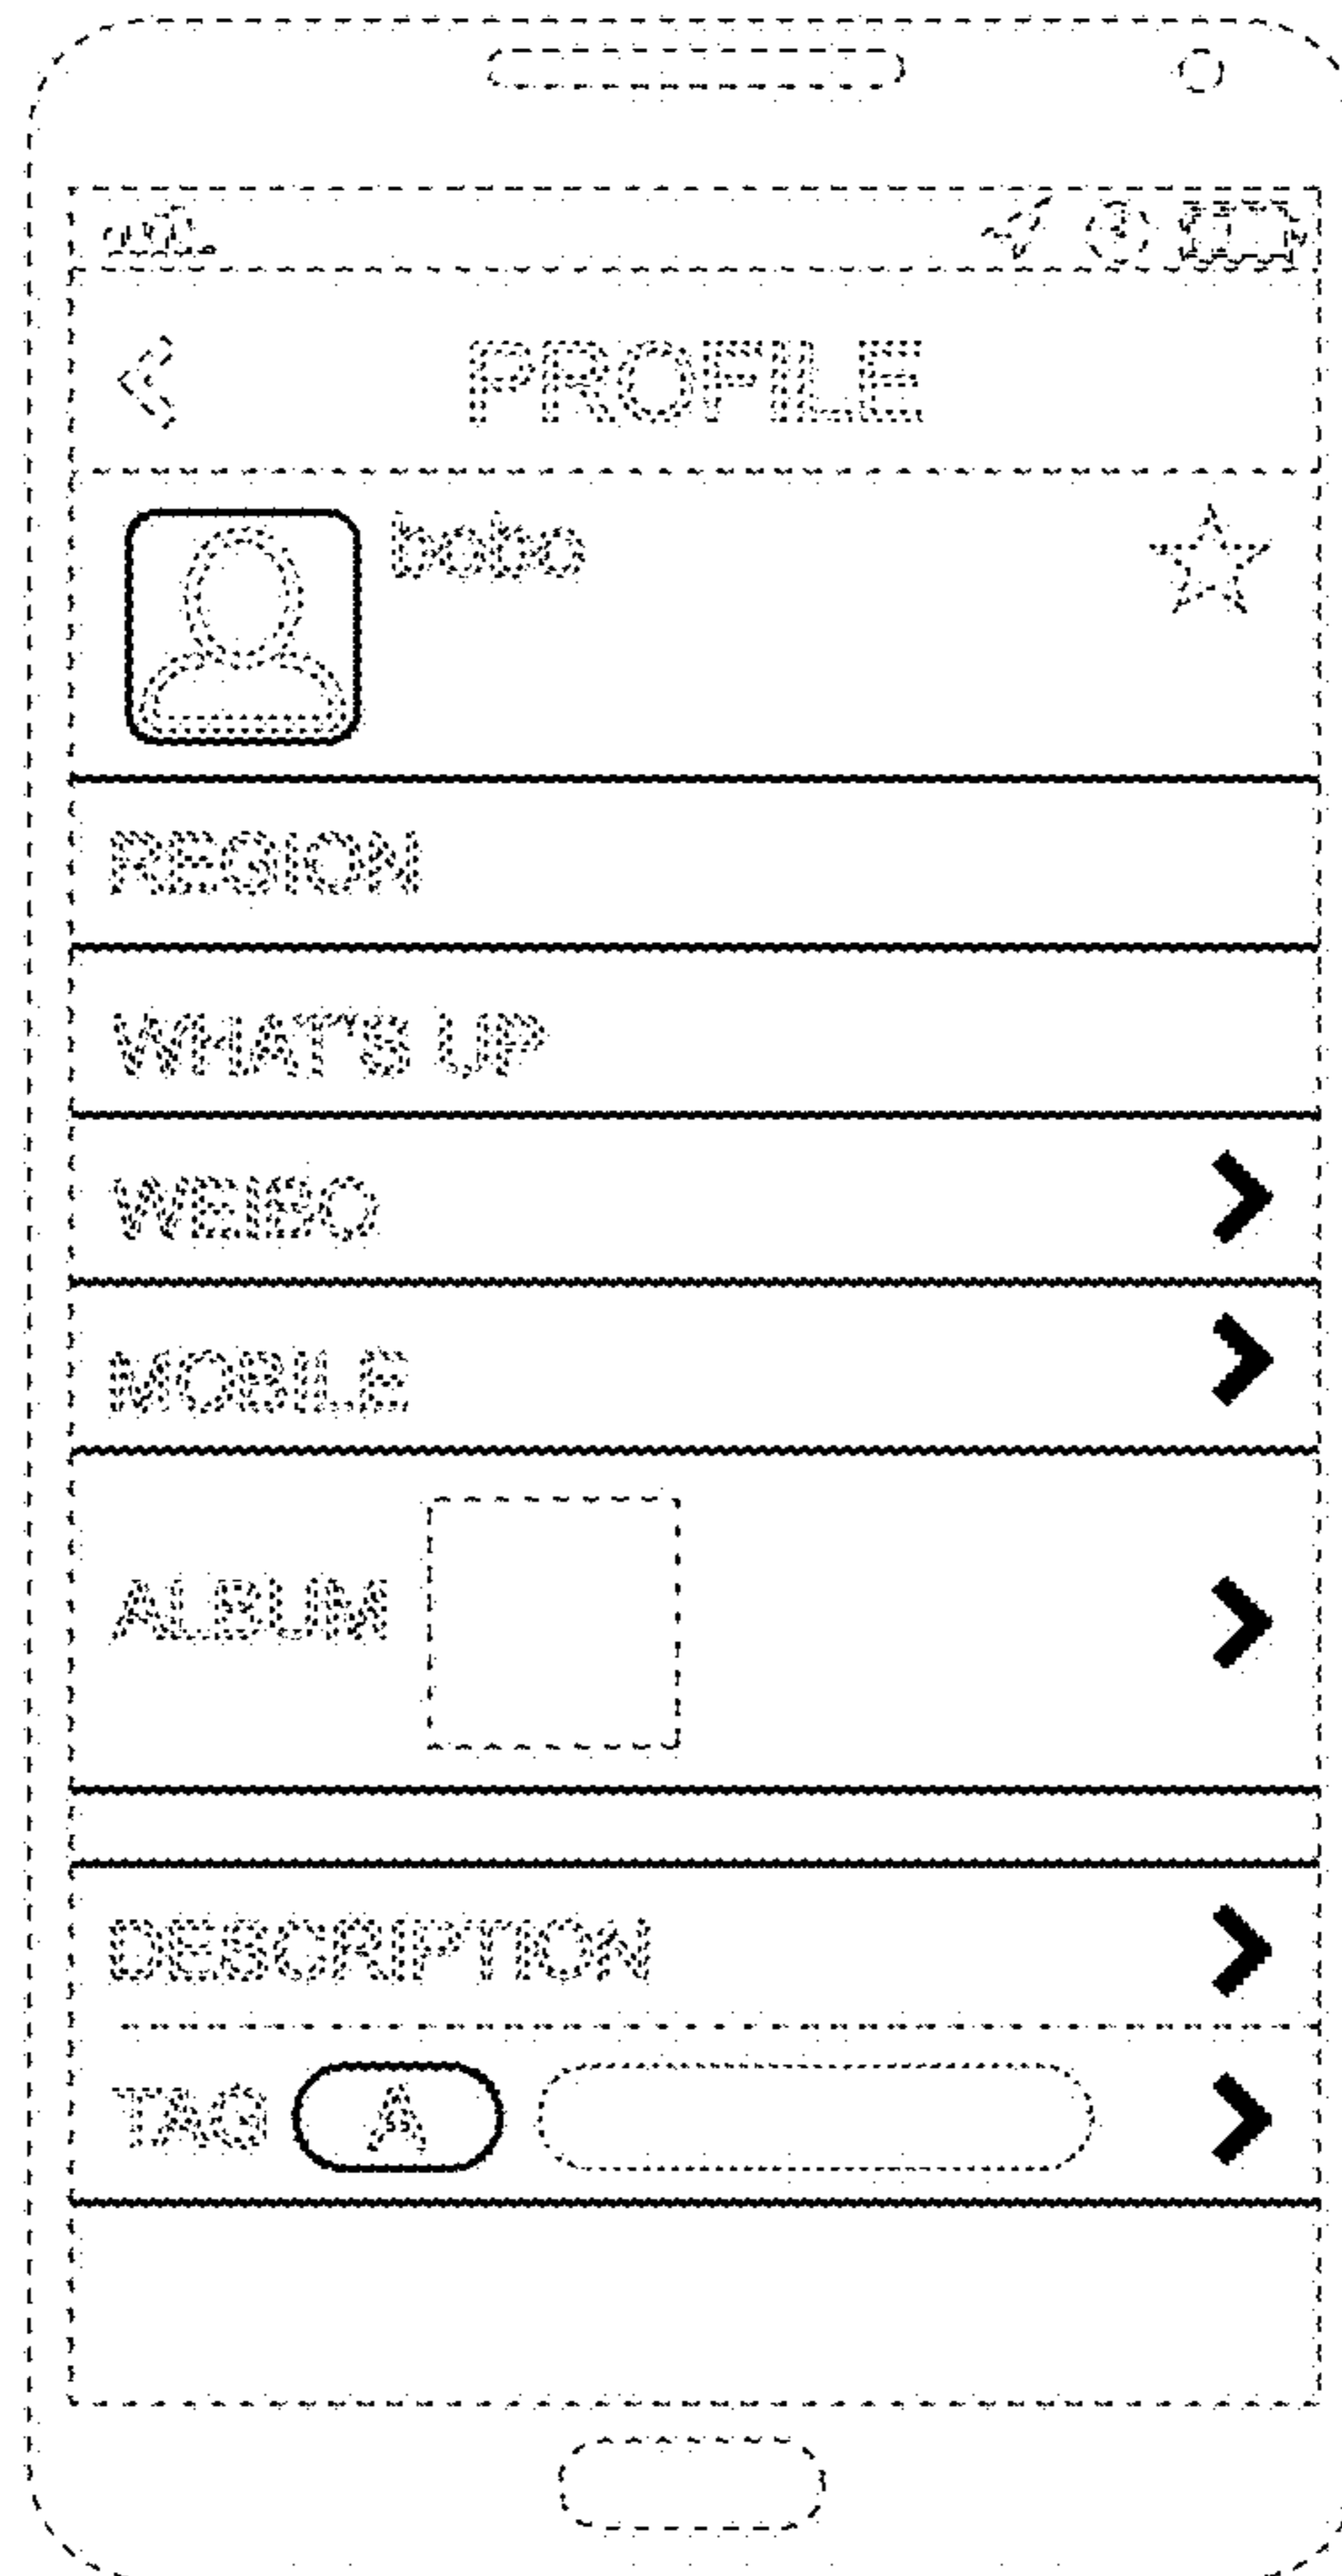 PROFILE
bobo
REGION
WHAT'S UP
WEIBO
MOBILE
ALBUM
DESCRIPTION
TAG A